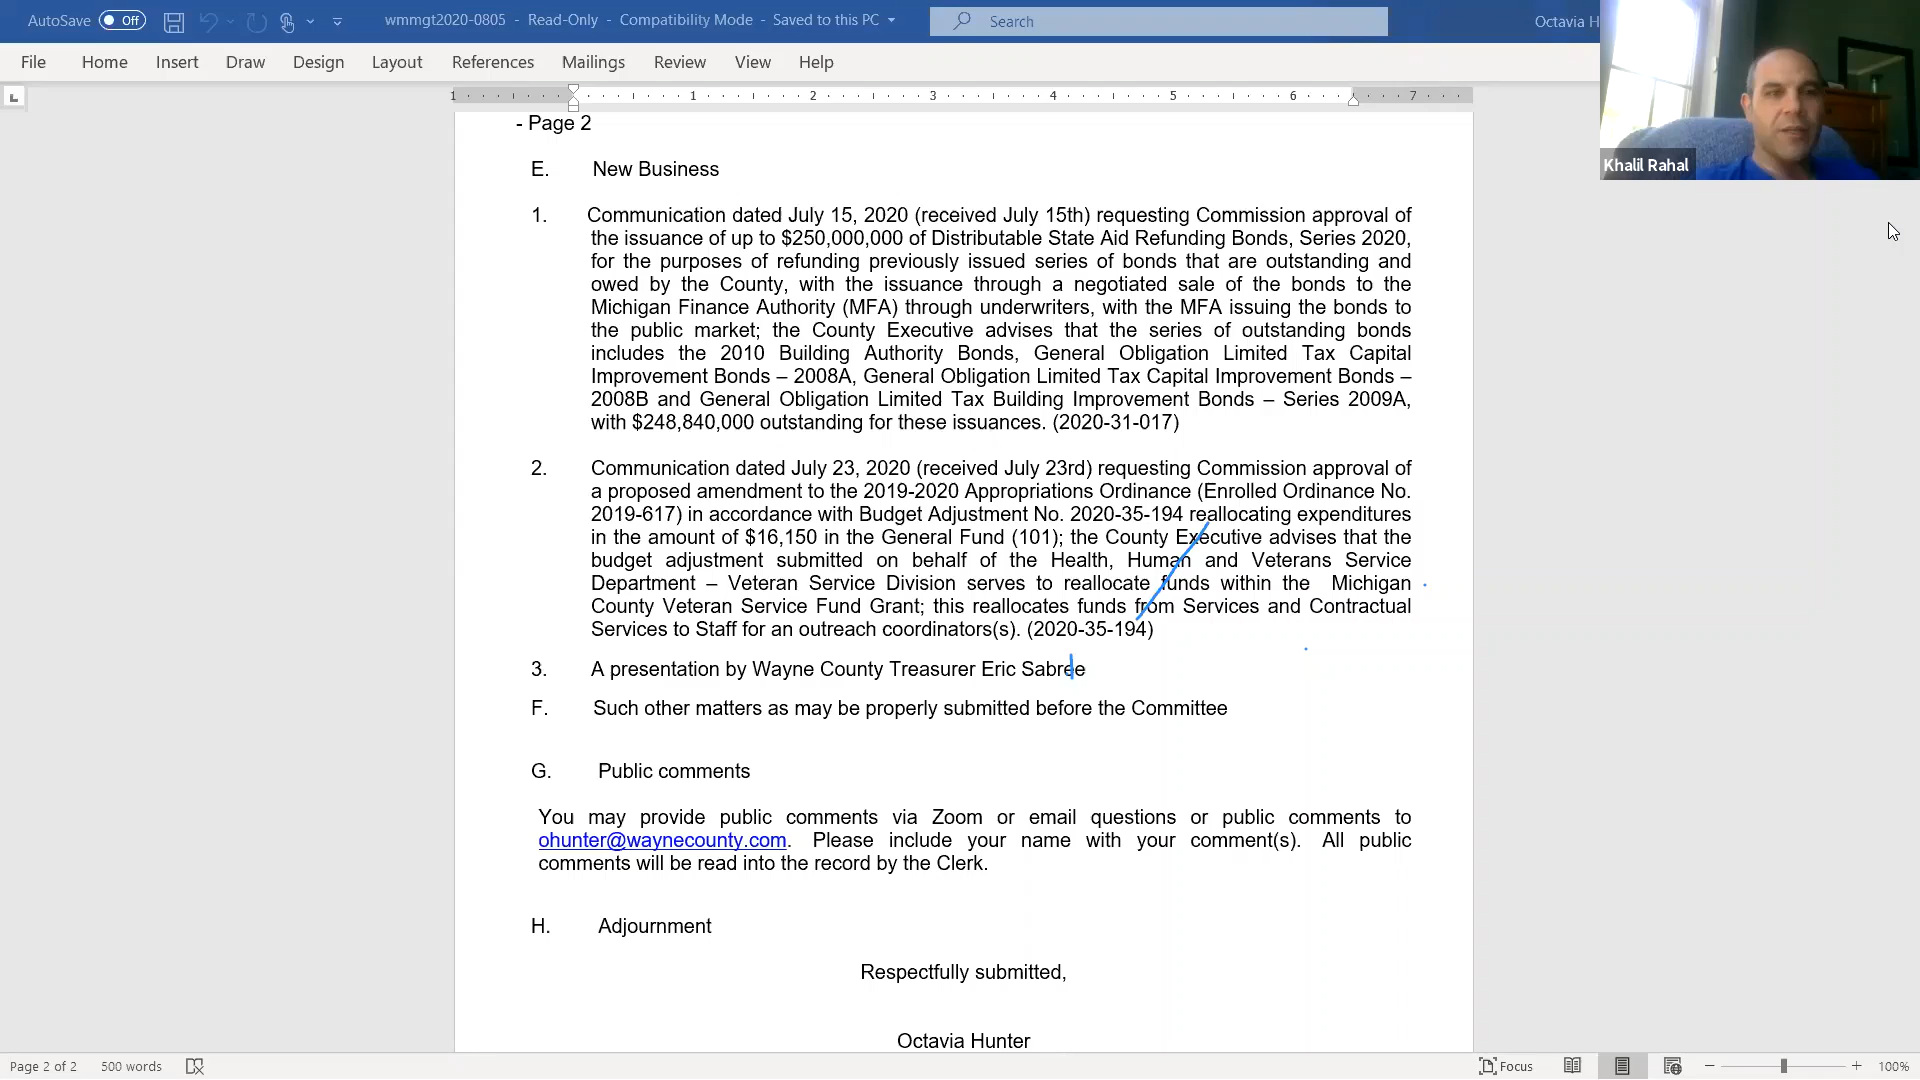 AutoSave Off wmmgt2020-0805 - Read-Only - Compatibility Mode - Saved to this PC Search Octavia H
File Home Insert Draw Design Layout References Mailings Review View Help
1 1 2 3 4 5 6 7
Khalil Rahal
- Page 2
E. New Business
1. Communication dated July 15, 2020 (received July 15th) requesting Commission approval of
the issuance of up to $250,000,000 of Distributable State Aid Refunding Bonds, Series 2020,
for the purposes of refunding previously issued series of bonds that are outstanding and
owed by the County, with the issuance through a negotiated sale of the bonds to the
Michigan Finance Authority (MFA) through underwriters, with the MFA issuing the bonds to
the public market; the County Executive advises that the series of outstanding bonds
includes the 2010 Building Authority Bonds, General Obligation Limited Tax Capital
Improvement Bonds – 2008A, General Obligation Limited Tax Capital Improvement Bonds –
2008B and General Obligation Limited Tax Building Improvement Bonds – Series 2009A,
with $248,840,000 outstanding for these issuances. (2020-31-017)
2. Communication dated July 23, 2020 (received July 23rd) requesting Commission approval of
a proposed amendment to the 2019-2020 Appropriations Ordinance (Enrolled Ordinance No.
2019-617) in accordance with Budget Adjustment No. 2020-35-194 reallocating expenditures
in the amount of $16,150 in the General Fund (101); the County Executive advises that the
budget adjustment submitted on behalf of the Health, Human and Veterans Service
Department – Veteran Service Division serves to reallocate funds within the Michigan
County Veteran Service Fund Grant; this reallocates funds from Services and Contractual
Services to Staff for an outreach coordinators(s). (2020-35-194)
3. A presentation by Wayne County Treasurer Eric Sabree
F. Such other matters as may be properly submitted before the Committee
G. Public comments
You may provide public comments via Zoom or email questions or public comments to
ohunter@waynecounty.com. Please include your name with your comment(s). All public
comments will be read into the record by the Clerk.
H. Adjournment
Respectfully submitted,
Octavia Hunter
Page 2 of 2 500 words Focus 100%